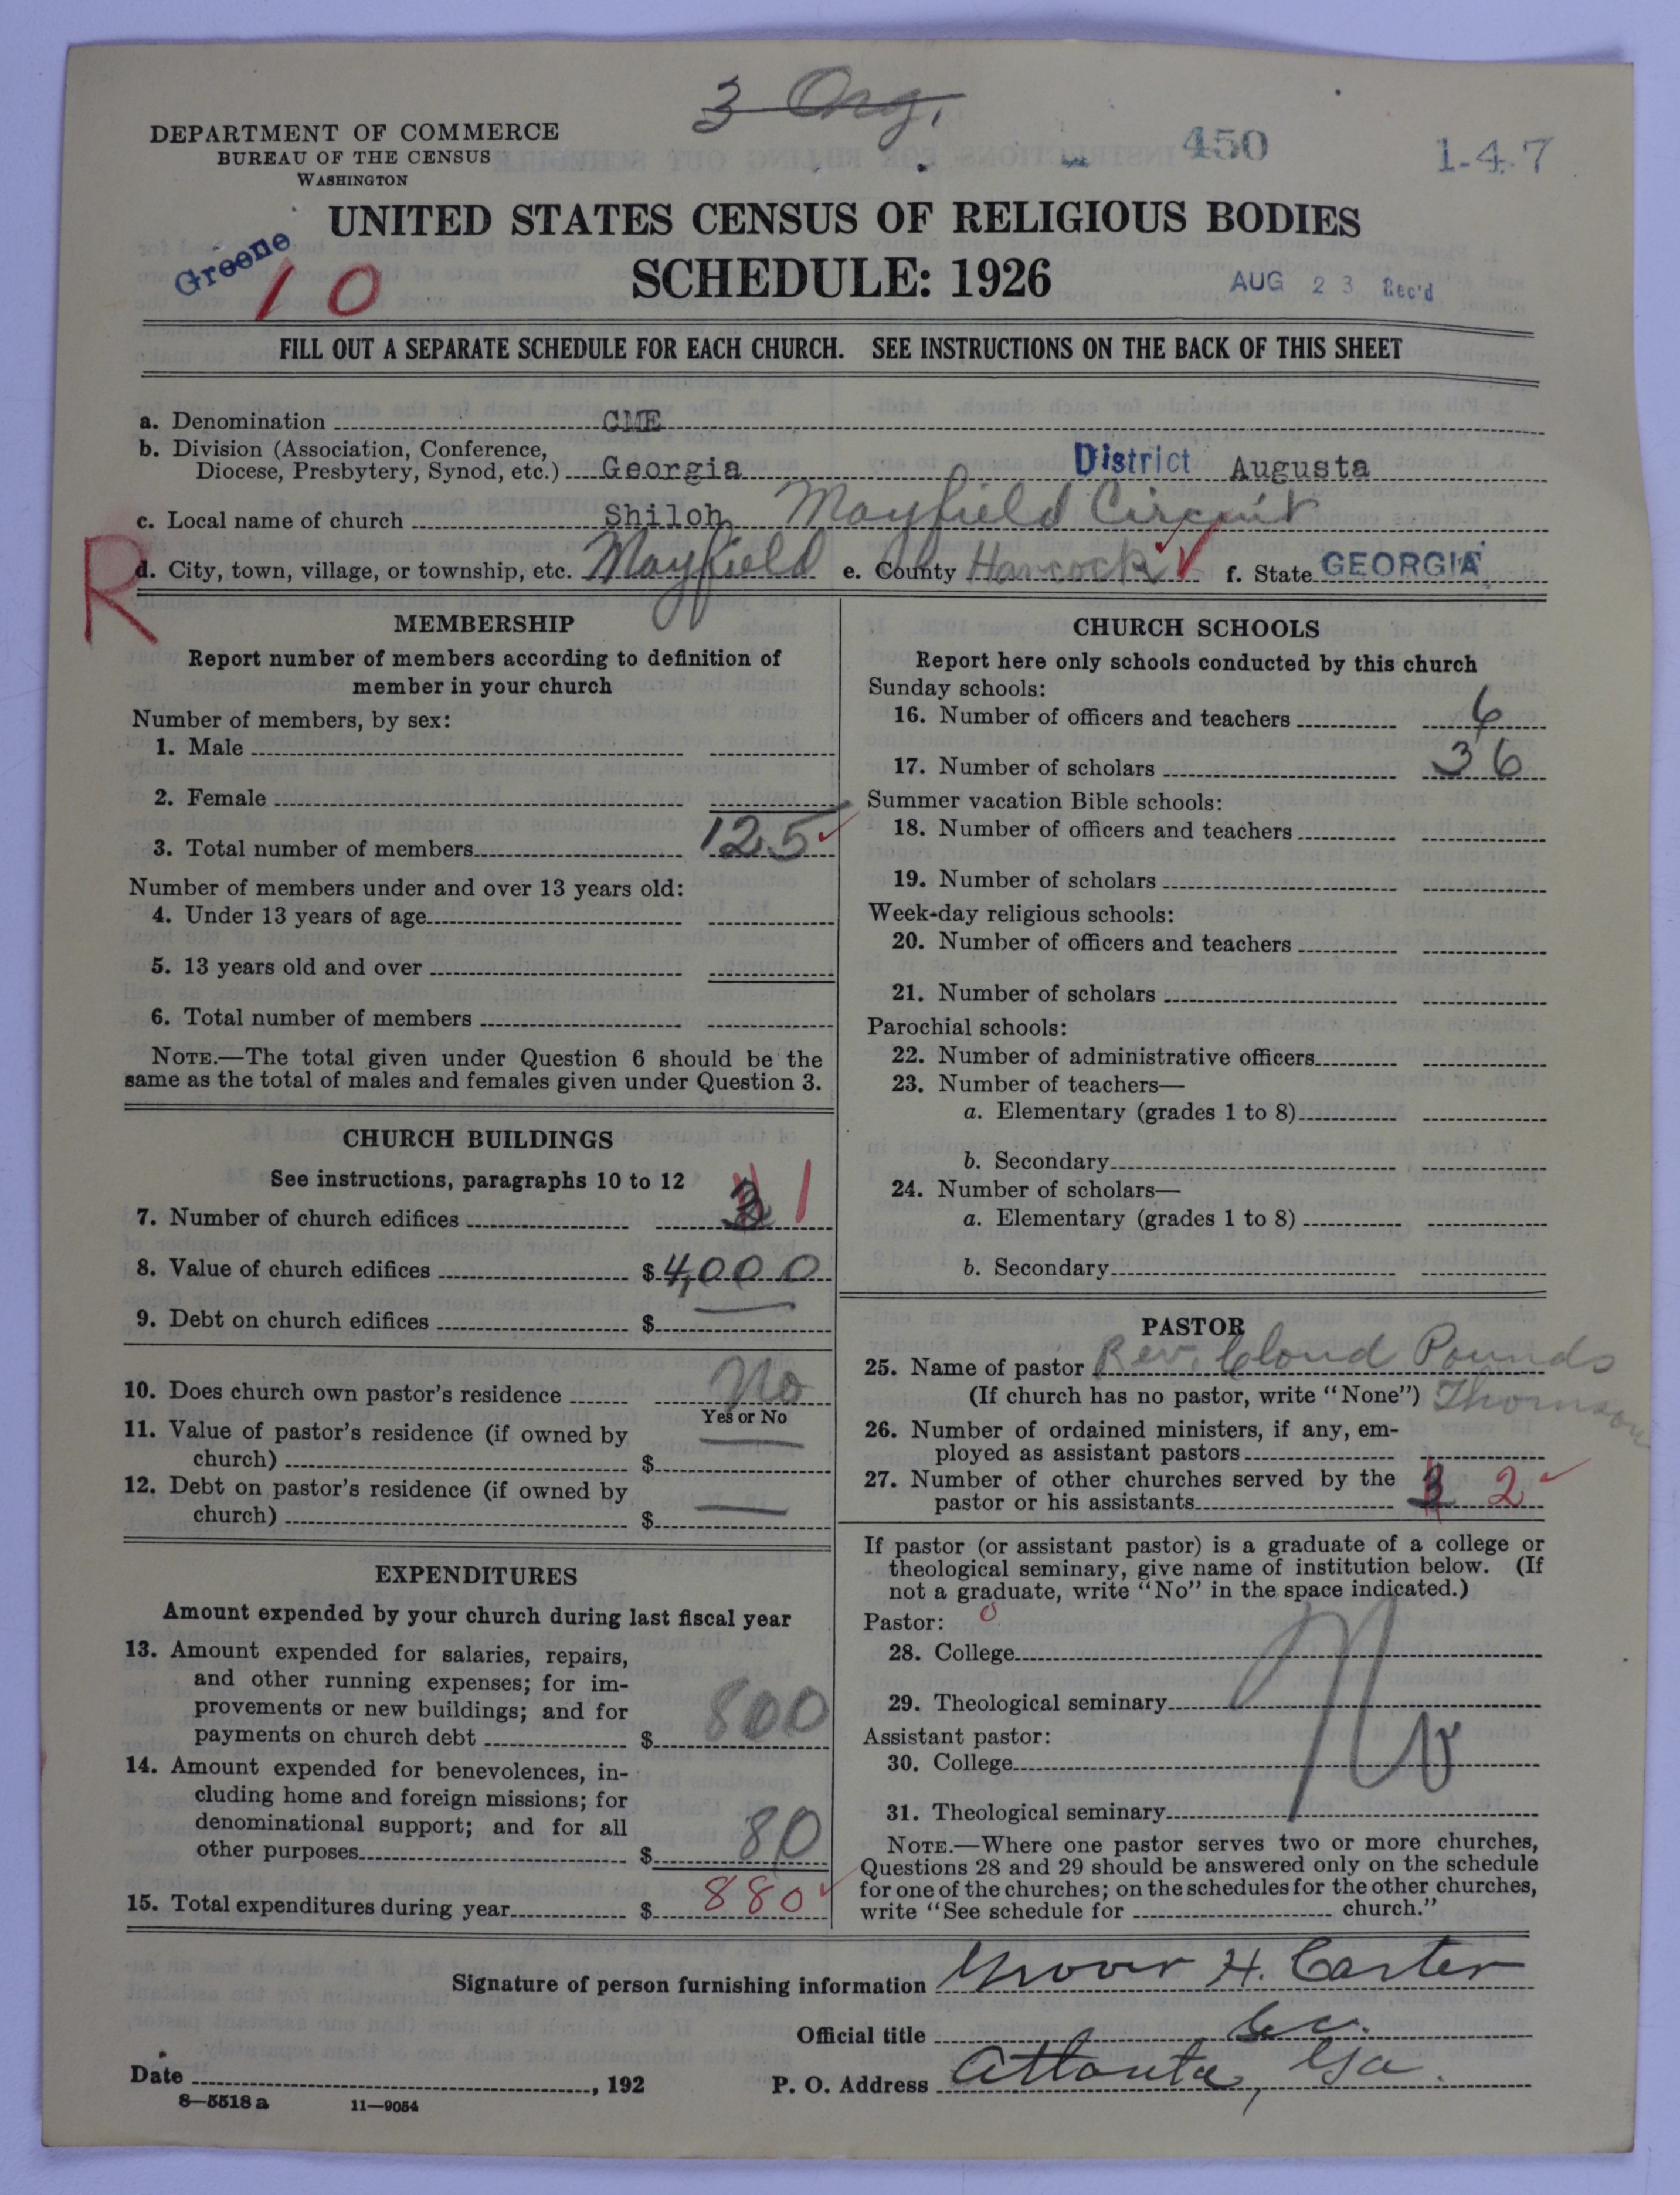 3 Org.
DEPARTMENT OF COMMERCE
BUREAU OF THE CENSUS
WASHINGTON
450
1-4-7
UNITED STATES CENSUS OF RELIGIOUS BODIES
Greene
10
SCHEDULE: 1926
AUG 23 Rec'd
FILL OUT A SEPARATE SCHEDULE FOR EACH CHURCH. SEE INSTRUCTIONS ON THE BACK OF THIS SHEET
a. Denomination CME
b. Division (Association, Conference,
Diocese, Presbytery, Synod, etc.) Georgia District Augusta
c. Local name of church Shiloh Mayfield Circuit
R
d. City, town, village, or township, etc. Mayfield e. County Hancock f. State GEORGIA
MEMBERSHIP
Report number of members according to definition of
member in your church
Number of members, by sex:
1. Male
2. Female
3. Total number of members 125
Number of members under and over 13 years old:
4. Under 13 years of age
5. 13 years old and over
6. Total number of members
NOTE.—The total given under Question 6 should be the
same as the total of males and females given under Question 3.
CHURCH BUILDINGS
See instructions, paragraphs 10 to 12
7. Number of church edifices 3 1
8. Value of church edifices $ 4,000
9. Debt on church edifices $
10. Does church own pastor's residence No
Yes or No
11. Value of pastor's residence (if owned by
church) $
12. Debt on pastor's residence (if owned by
church) $
EXPENDITURES
Amount expended by your church during last fiscal year
13. Amount expended for salaries, repairs,
and other running expenses; for im-
provements or new buildings; and for
payments on church debt $ 800
14. Amount expended for benevolences, in-
cluding home and foreign missions; for
denominational support; and for all
other purposes $ 80
15. Total expenditures during year $ 880
CHURCH SCHOOLS
Report here only schools conducted by this church
Sunday schools:
16. Number of officers and teachers 6
17. Number of scholars 36
Summer vacation Bible schools:
18. Number of officers and teachers
19. Number of scholars
Week-day religious schools:
20. Number of officers and teachers
21. Number of scholars
Parochial schools:
22. Number of administrative officers
23. Number of teachers—
a. Elementary (grades 1 to 8)
b. Secondary
24. Number of scholars—
a. Elementary (grades 1 to 8)
b. Secondary
PASTOR
25. Name of pastor Rev. Cloud Pounds
(If church has no pastor, write "None") Thomson
26. Number of ordained ministers, if any, em-
ployed as assistant pastors
27. Number of other churches served by the
pastor or his assistants 3 2
If pastor (or assistant pastor) is a graduate of a college or
theological seminary, give name of institution below. (If
not a graduate, write "No" in the space indicated.)
Pastor:
28. College
29. Theological seminary No
Assistant pastor:
30. College
31. Theological seminary
NOTE.—Where one pastor serves two or more churches,
Questions 28 and 29 should be answered only on the schedule
for one of the churches; on the schedules for the other churches,
write "See schedule for church."
Signature of person furnishing information Grover H. Carter
Official title Sec.
Date , 192 P. O. Address Atlanta, Ga.
8—5518 a 11—9054